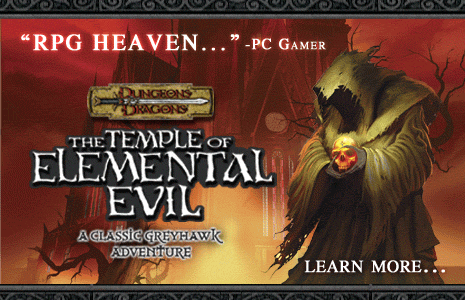 “RPG HEAVEN...” -PC GAMER
DUNGEONS & DRAGONS
THE TEMPLE OF
ELEMENTAL
EVIL
A CLASSIC GREYHAWK
ADVENTURE
LEARN MORE...